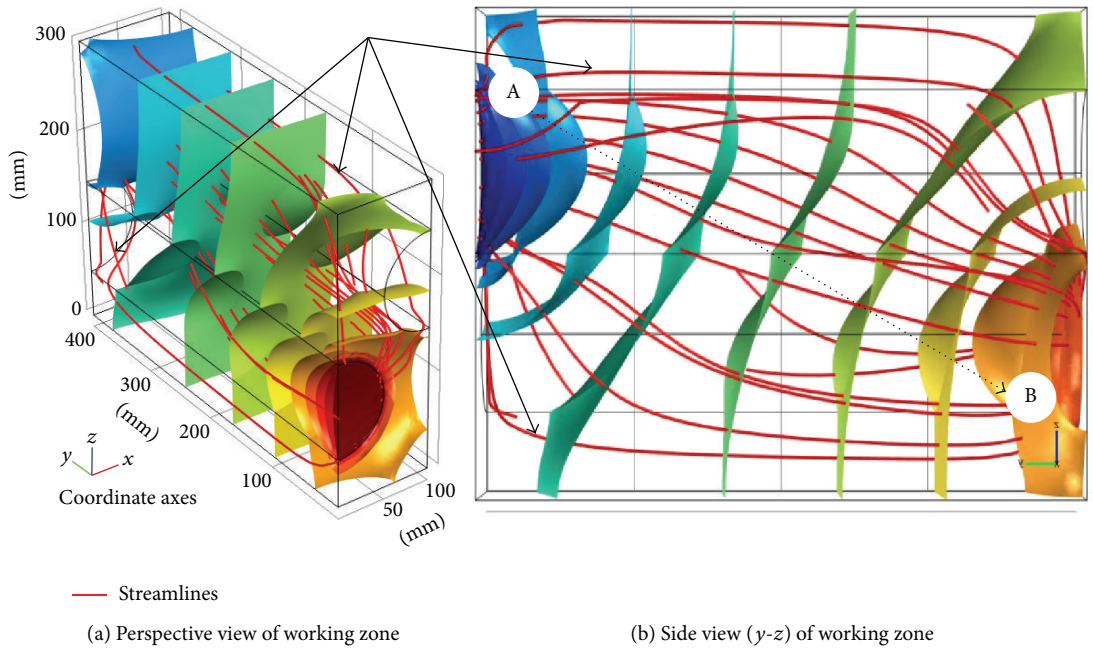 300
200
100
0
(mm)
400
300
200
100
(mm)
100
50
(mm)
z
y
x
Coordinate axes
A
B
z
y
x
Streamlines
(a) Perspective view of working zone
(b) Side view (y-z) of working zone